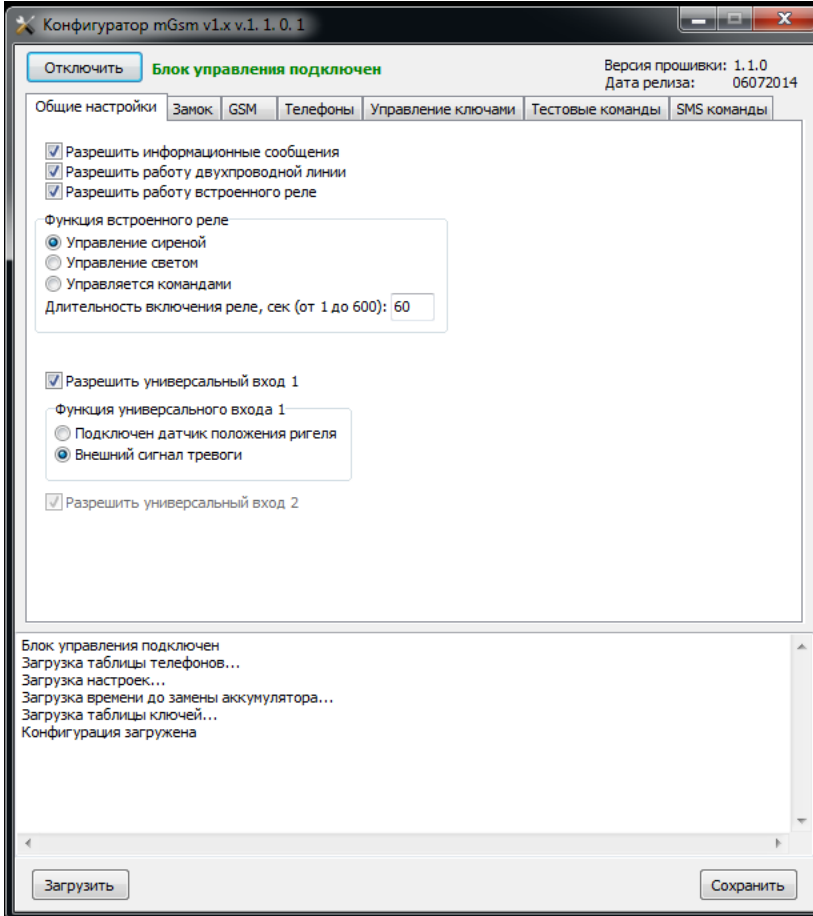 Конфигуратор mGsm v1.x v.1. 1. 0. 1
Отключить Блок управления подключен Версия прошивки: 1.1.0
Дата релиза: 06072014
Общие настройки Замок GSM Телефоны Управление ключами Тестовые команды SMS команды
Разрешить информационные сообщения
Разрешить работу двухпроводной линии
Разрешить работу встроенного реле
Функция встроенного реле
Управление сиреной
Управление светом
Управляется командами
Длительность включения реле, сек (от 1 до 600): 60
Разрешить универсальный вход 1
Функция универсального входа 1
Подключен датчик положения ригеля
Внешний сигнал тревоги
Разрешить универсальный вход 2
Блок управления подключен
Загрузка таблицы телефонов...
Загрузка настроек...
Загрузка времени до замены аккумулятора...
Загрузка таблицы ключей...
Конфигурация загружена
Загрузить Сохранить